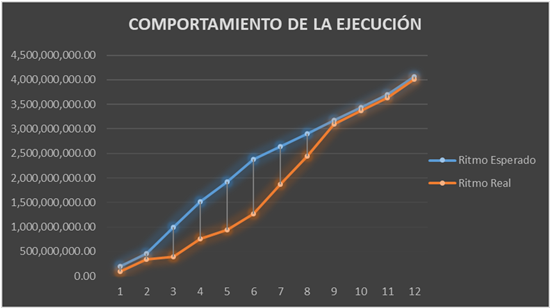 COMPORTAMIENTO DE LA EJECUCIÓN
4,500,000,000.00
4,000,000,000.00
3,500,000,000.00
3,000,000,000.00
2,500,000,000.00
2,000,000,000.00
1,500,000,000.00
1,000,000,000.00
500,000,000.00
0.00
1 2 3 4 5 6 7 8 9 10 11 12
Ritmo Esperado
Ritmo Real